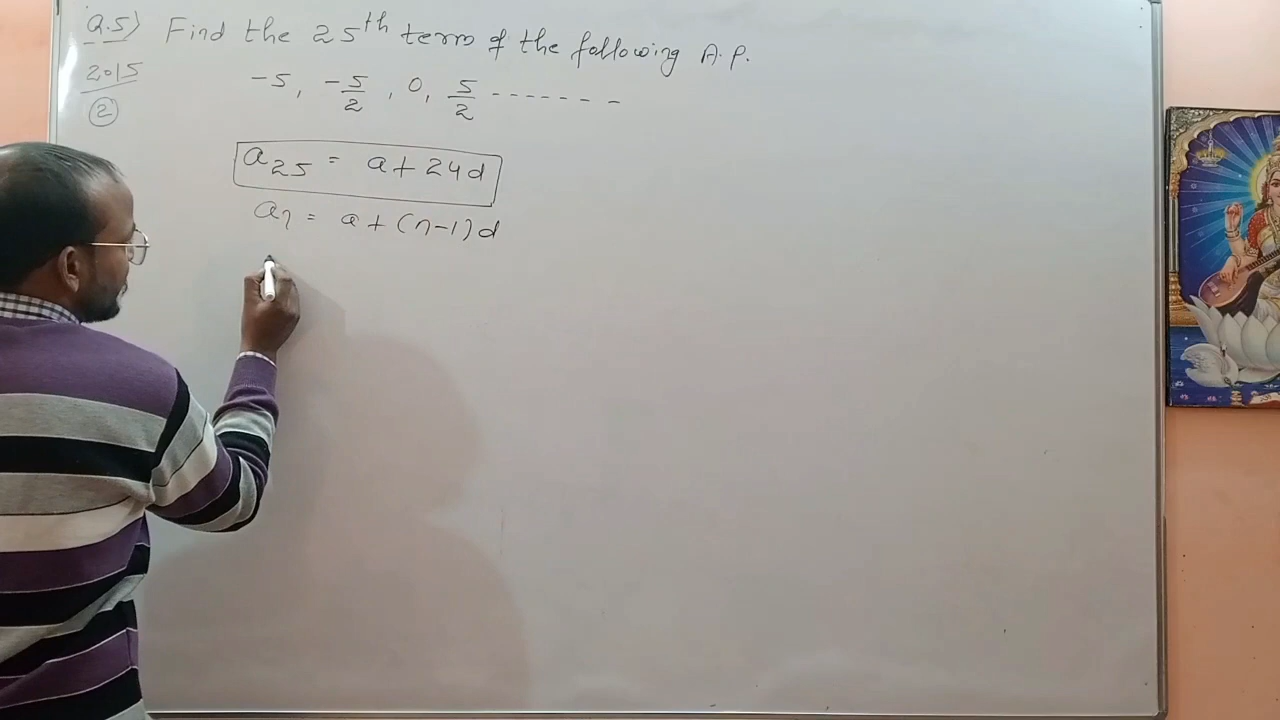 Q.5) Find the 25th term of the following A.P.
2015
-5, -5/2, 0, 5/2 -------
2
a25 = a + 24d
an = a + (n-1)d